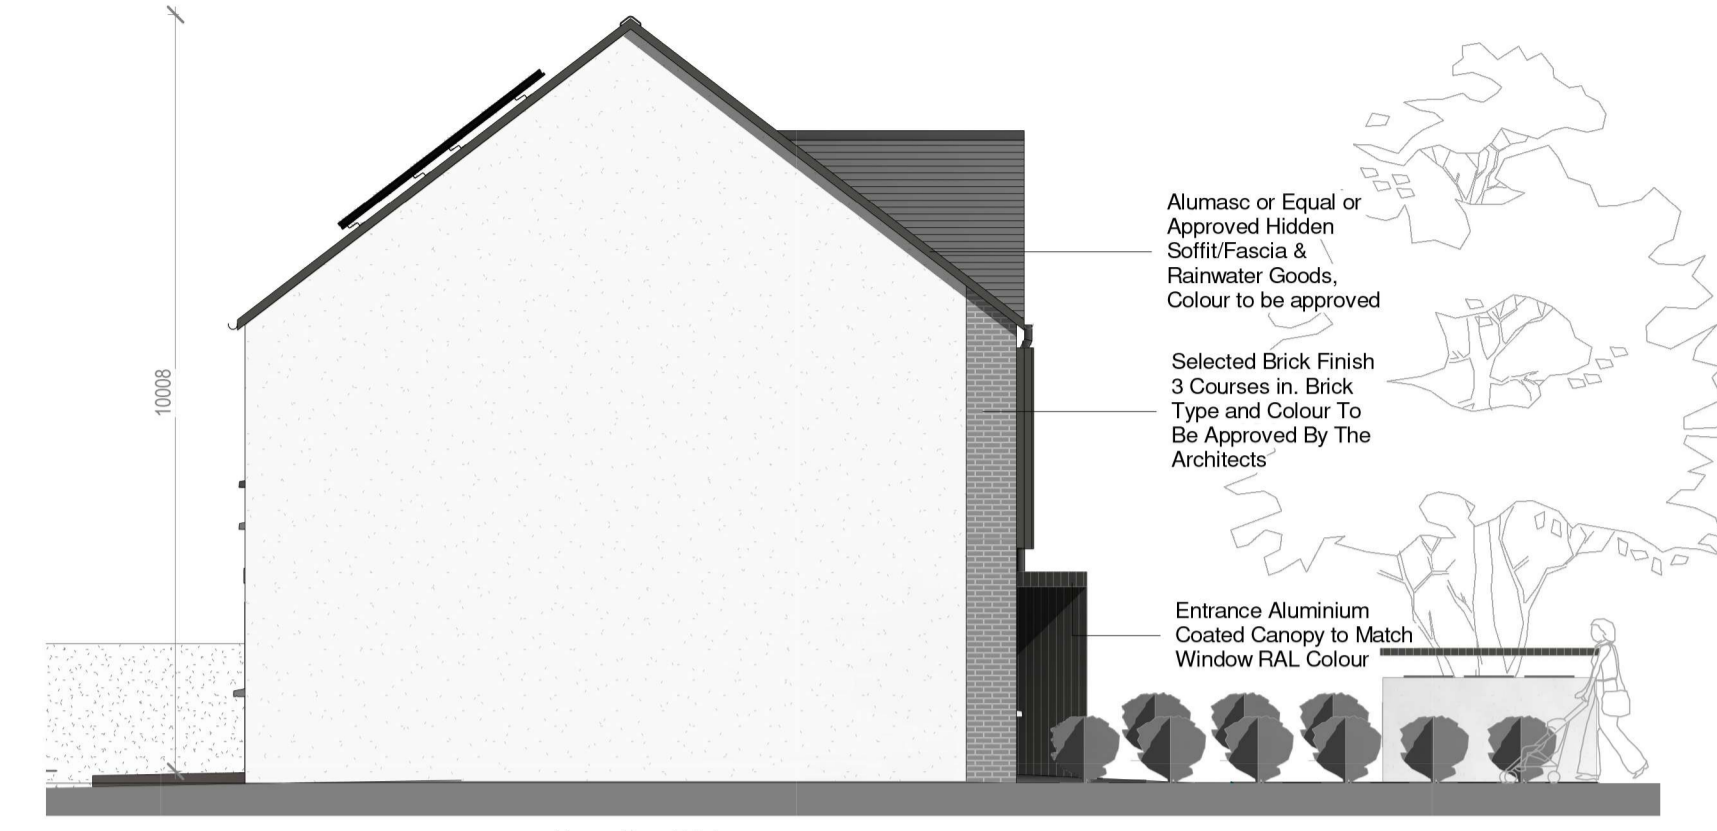 Alumasc or Equal or
Approved Hidden
Soffit/Fascia &
Rainwater Goods,
Colour to be approved
10008
Selected Brick Finish
3 Courses in. Brick
Type and Colour To
Be Approved By The
Architects
Entrance Aluminium
Coated Canopy to Match
Window RAL Colour